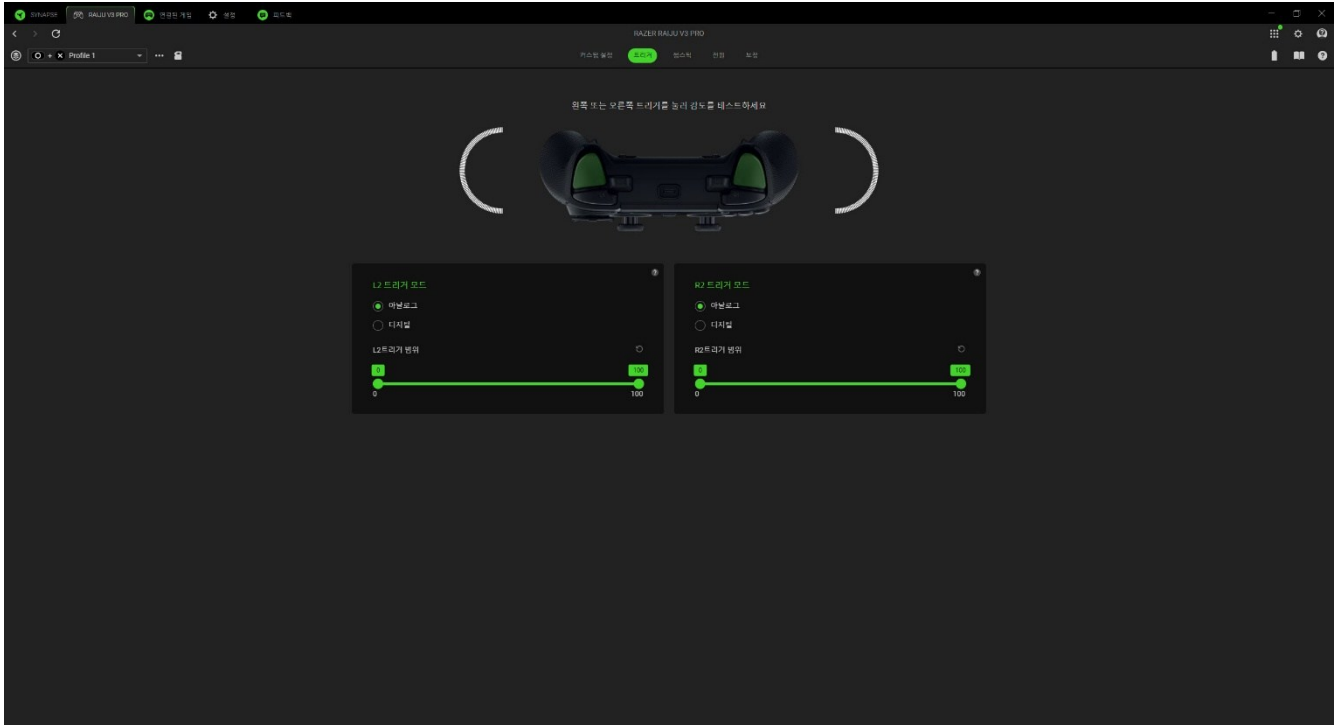 SYNAPSE RAIJU V3 PRO 연결된 게임 설정 피드백
RAZER RAIJU V3 PRO
Profile 1
커스텀 설정 트리거 썸스틱 전원 보정
왼쪽 또는 오른쪽 트리거를 눌러 강도를 테스트하세요
L2 트리거 모드
아날로그
디지털
L2트리거 범위
0 100
0 100
R2 트리거 모드
아날로그
디지털
R2트리거 범위
0 100
0 100